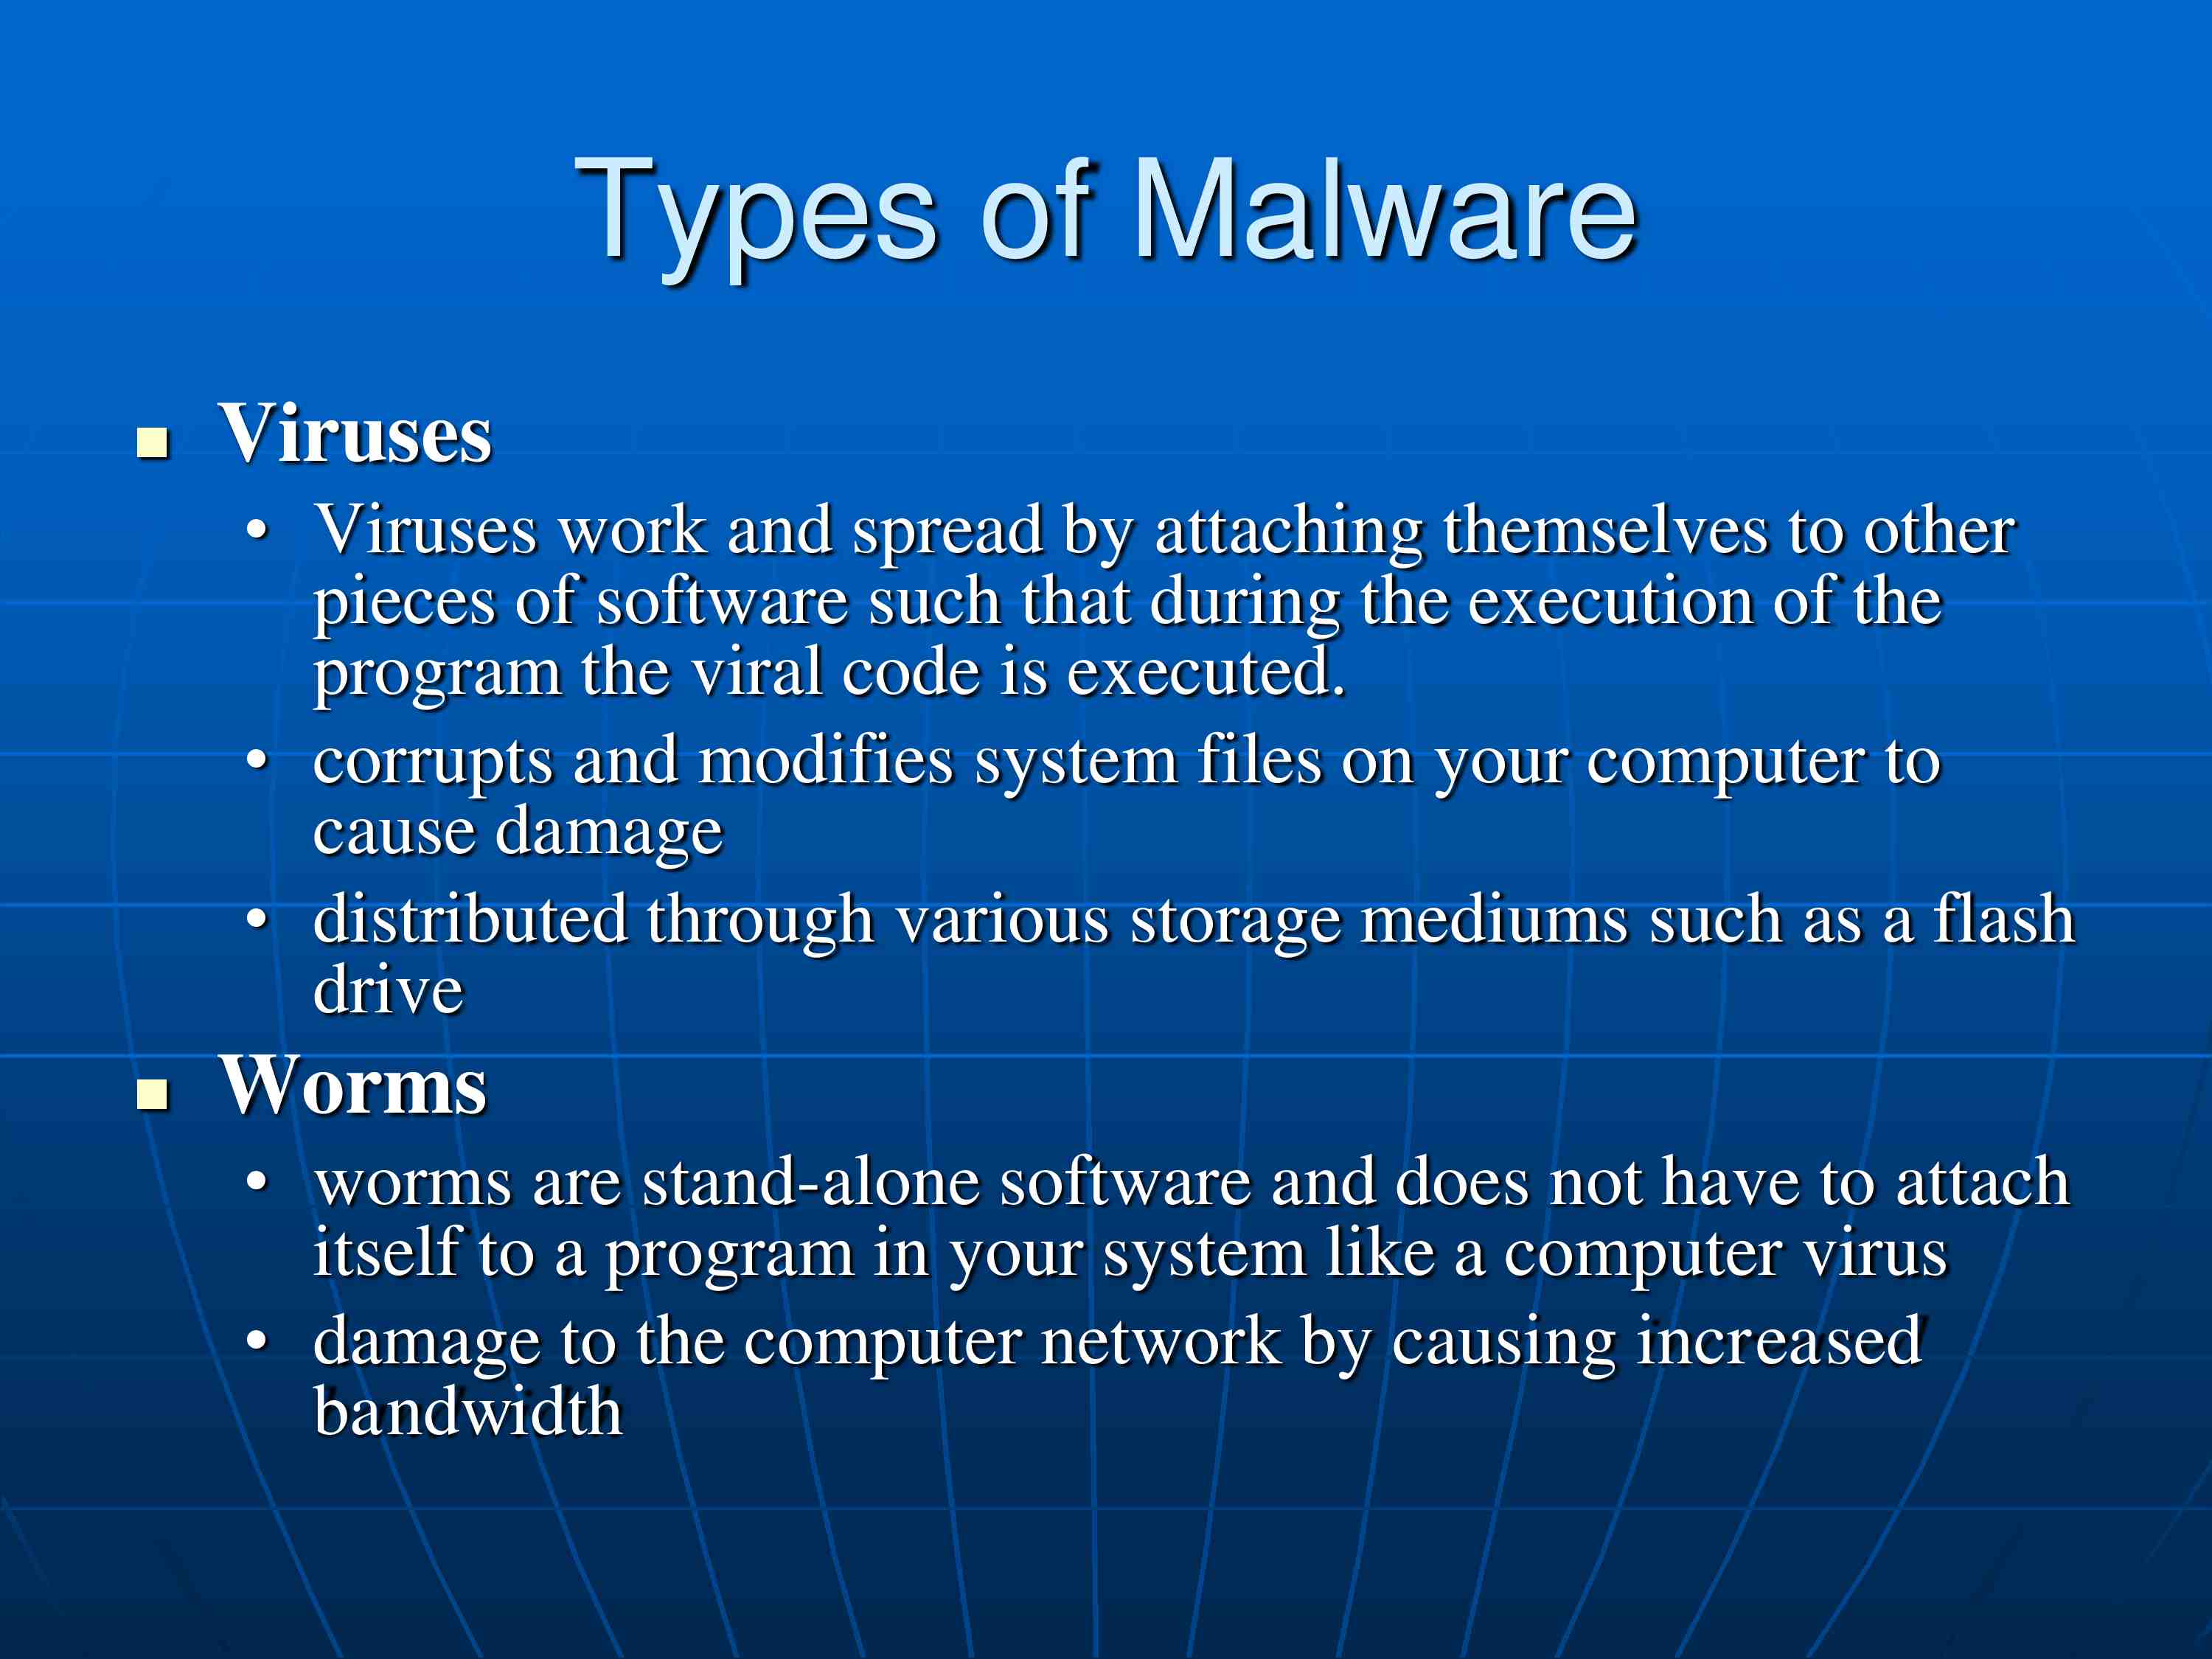 Types of Malware
Viruses
• Viruses work and spread by attaching themselves to other
pieces of software such that during the execution of the
program the viral code is executed.
• corrupts and modifies system files on your computer to
cause damage
• distributed through various storage mediums such as a flash
drive
Worms
• worms are stand-alone software and does not have to attach
itself to a program in your system like a computer virus
• damage to the computer network by causing increased
bandwidth